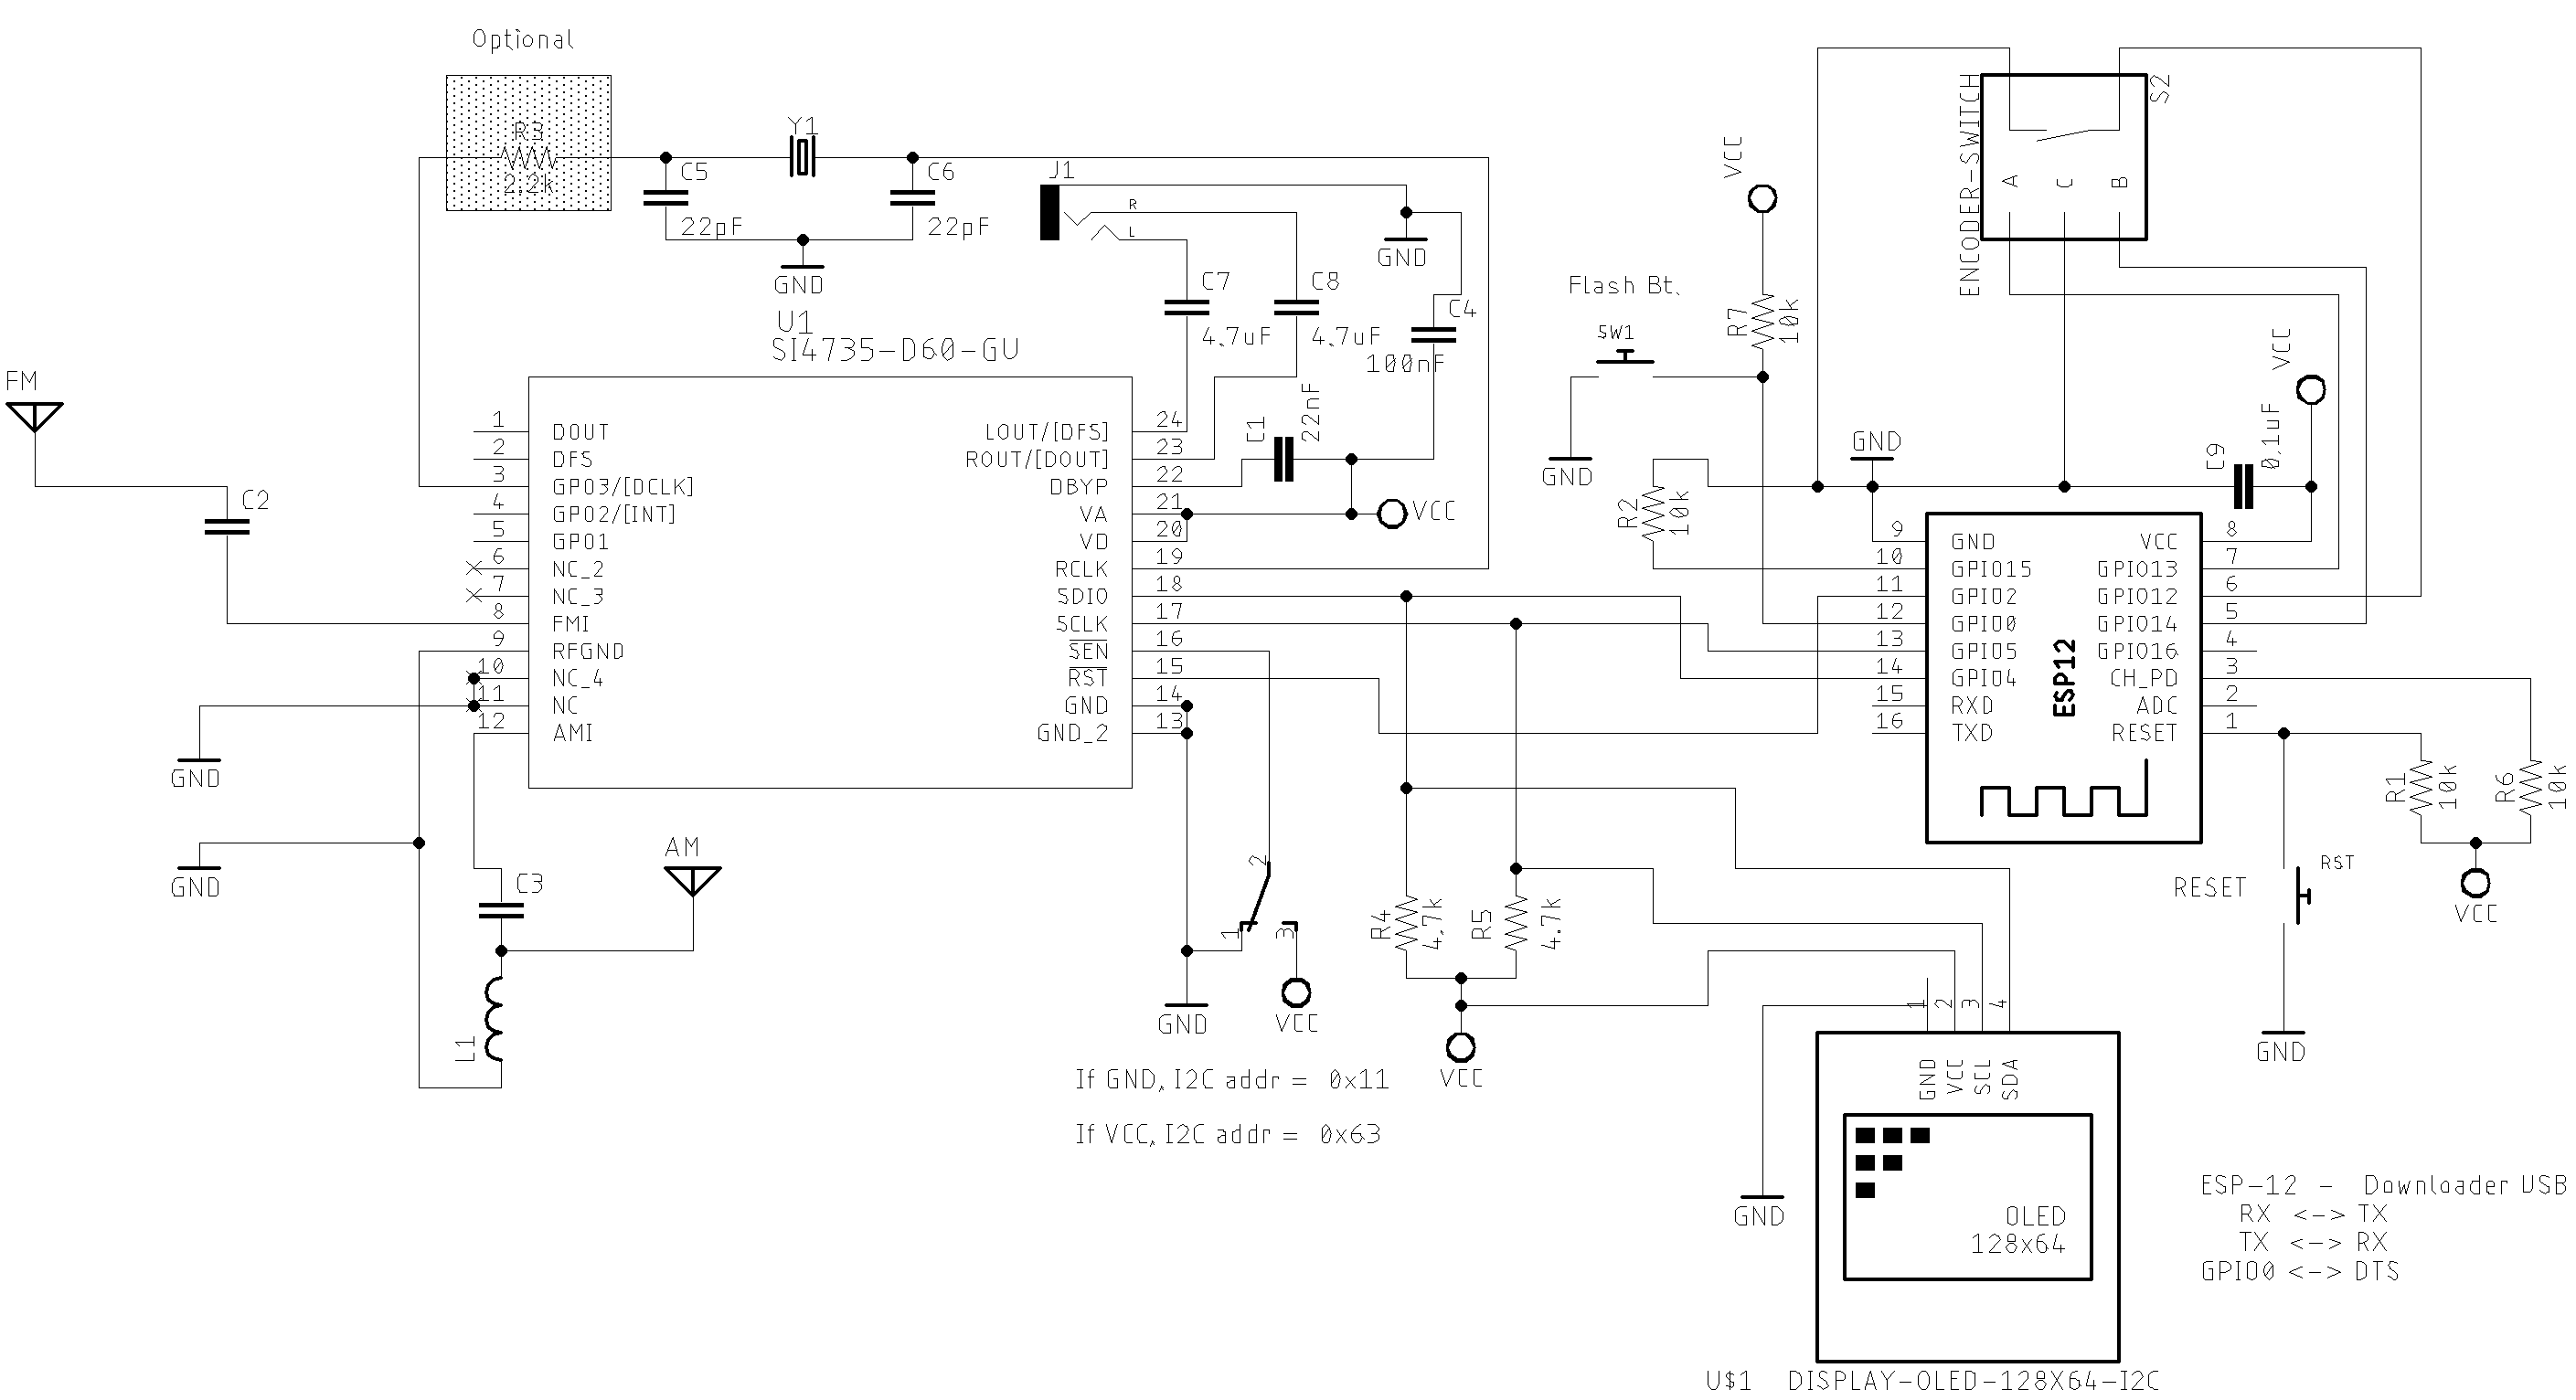 Optional
R3
2.2k
C5
22pF
Y1
C6
22pF
GND
J1
R
L
GND
C7
4.7uF
C8
4.7uF
C4
100nF
C1
22nF
VCC
U1
SI4735-D60-GU
1 DOUT
2 DFS
3 GPO3/[DCLK]
4 GPO2/[INT]
5 GPO1
6 NC_2
7 NC_3
8 FMI
9 RFGND
10 NC_4
11 NC
12 AMI
LOUT/[DFS] 24
ROUT/[DOUT] 23
DBYP 22
VA 21
VD 20
RCLK 19
SDIO 18
SCLK 17
SEN 16
RST 15
GND 14
GND_2 13
FM
C2
GND
GND
AM
C3
L1
2
1
3
GND
VCC
If GND, I2C addr = 0x11
If VCC, I2C addr = 0x63
R4
4.7k
R5
4.7k
VCC
Flash Bt.
SW1
GND
VCC
R7
10k
R2
10k
ENCODER-SWITCH
S2
A
C
B
GND
C9
0,1uF
VCC
ESP12
9 GND
10 GPIO15
11 GPIO2
12 GPIO0
13 GPIO5
14 GPIO4
15 RXD
16 TXD
VCC 8
GPIO13 7
GPIO12 6
GPIO14 5
GPIO16 4
CH_PD 3
ADC 2
RESET 1
R1
10k
R6
10k
VCC
RESET
RST
GND
1
2
3
4
GND
VCC
SCL
SDA
GND
OLED
128x64
U$1 DISPLAY-OLED-128X64-I2C
ESP-12 - Downloader USB
RX <-> TX
TX <-> RX
GPIO0 <-> DTS